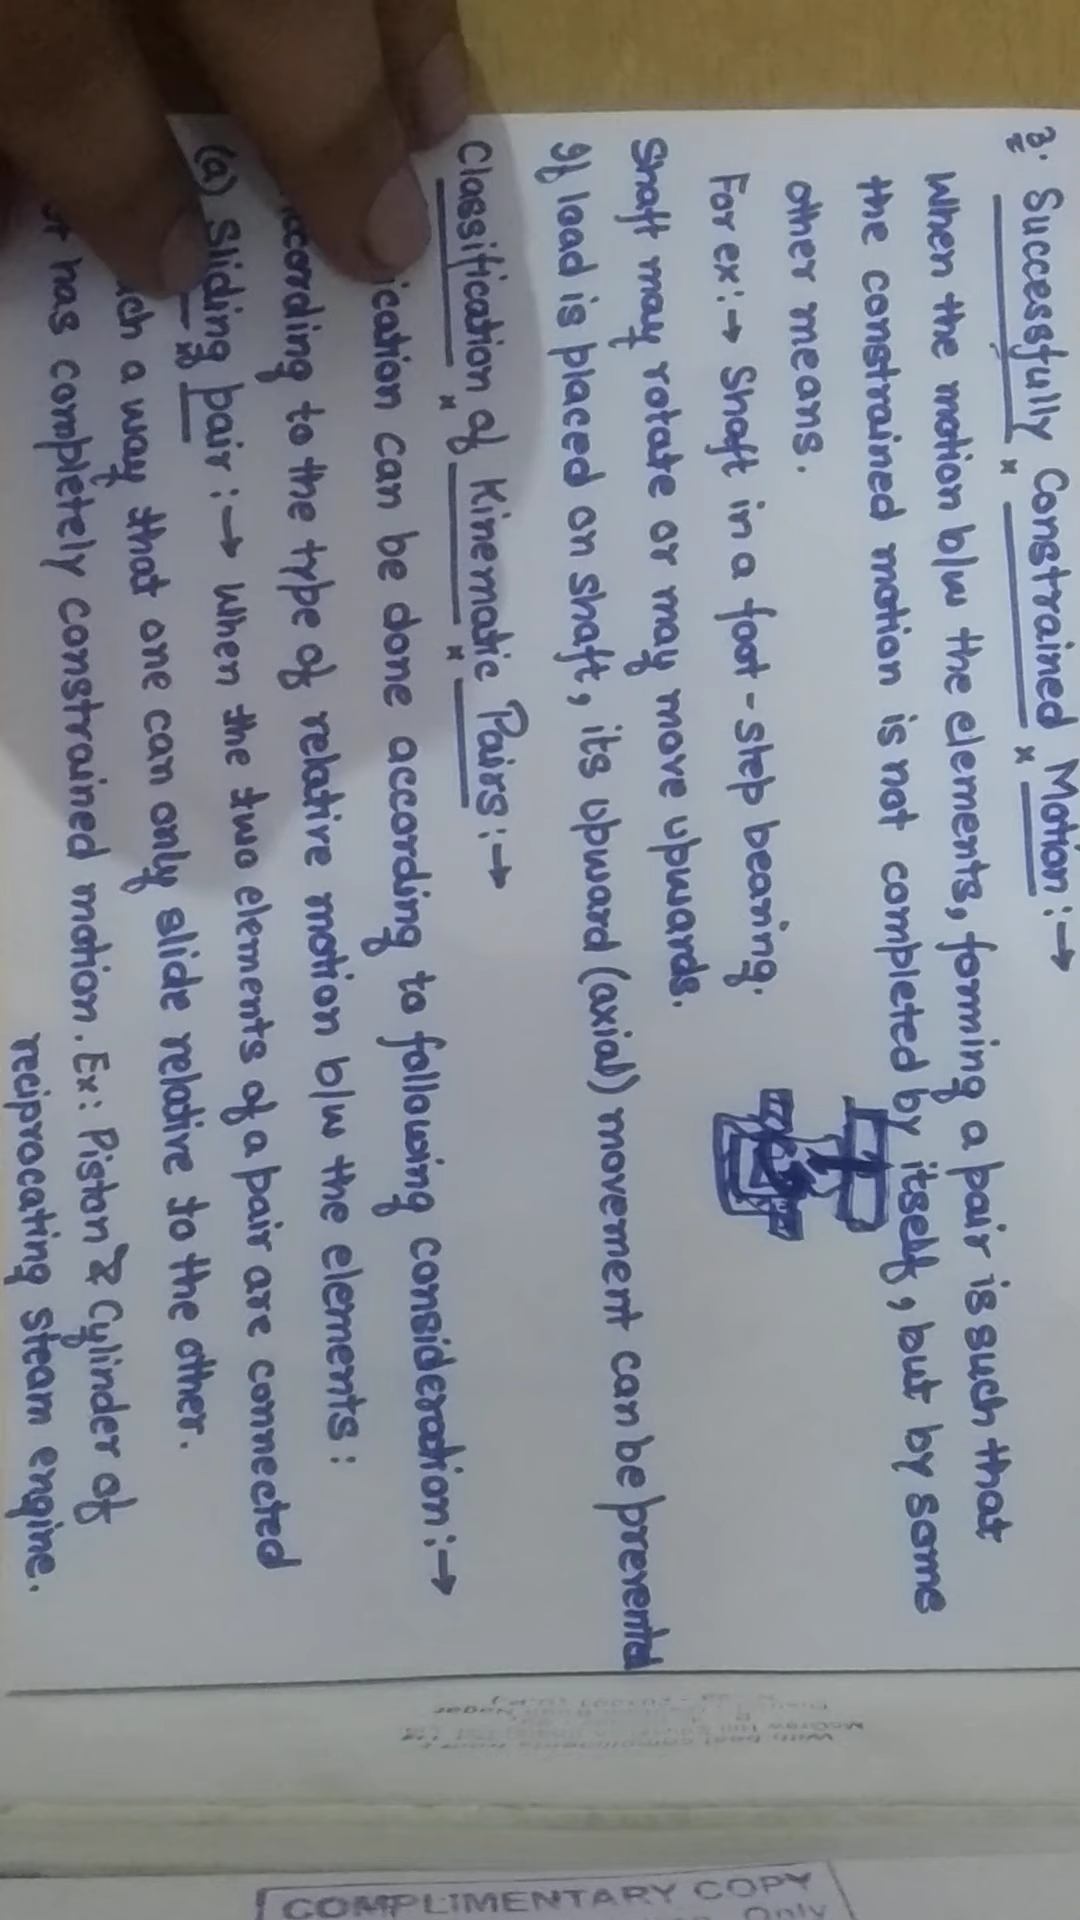 3. Successfully Constrained Motion :→
When the motion b/w the elements, forming a pair is such that
the constrained motion is not completed by itself, but by some
other means.
For ex :→ Shaft in a foot-step bearing.
Shaft may rotate or may move upwards.
If load is placed on shaft, its upward (axial) movement can be prevented
Classification of Kinematic Pairs :→
ication can be done according to following consideration :→
ccording to the type of relative motion b/w the elements :
(a) Sliding pair :→ When the two elements of a pair are connected
ch a way that one can only slide relative to the other.
has completely constrained motion. Ex: Piston & Cylinder of
reciprocating steam engine.
COMPLIMENTARY COPY
Only